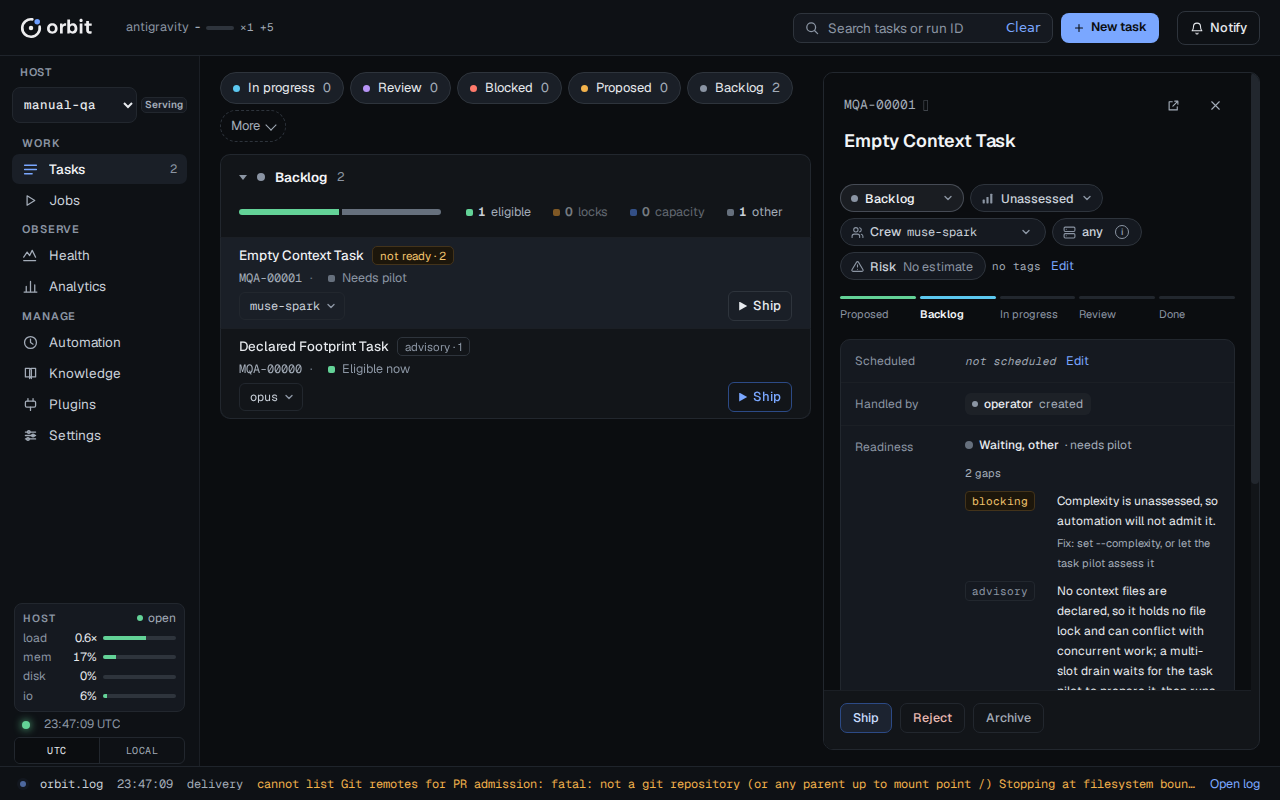 orbit
antigravity - ×1 +5
Search tasks or run ID
Clear
+ New task
Notify
HOST
manual-qa
Serving
WORK
Tasks 2
Jobs
OBSERVE
Health
Analytics
MANAGE
Automation
Knowledge
Plugins
Settings
HOST open
load 0.6×
mem 17%
disk 0%
io 6%
23:47:09 UTC
UTC LOCAL
In progress 0
Review 0
Blocked 0
Proposed 0
Backlog 2
More
Backlog 2
1 eligible 0 locks 0 capacity 1 other
Empty Context Task not ready · 2
MQA-00001 · Needs pilot
muse-spark
Ship
Declared Footprint Task advisory · 1
MQA-00000 · Eligible now
opus
Ship
MQA-00001
Empty Context Task
Backlog
Unassessed
Crew muse-spark
any
Risk No estimate
no tags Edit
Proposed Backlog In progress Review Done
Scheduled not scheduled Edit
Handled by operator created
Readiness Waiting, other · needs pilot
2 gaps
blocking Complexity is unassessed, so
automation will not admit it.
Fix: set --complexity, or let the
task pilot assess it
advisory No context files are
declared, so it holds no file
lock and can conflict with
concurrent work; a multi-
slot drain waits for the task
pilot to prepare it, then runs
Ship Reject Archive
orbit.log 23:47:09 delivery cannot list Git remotes for PR admission: fatal: not a git repository (or any parent up to mount point /) Stopping at filesystem boun… Open log